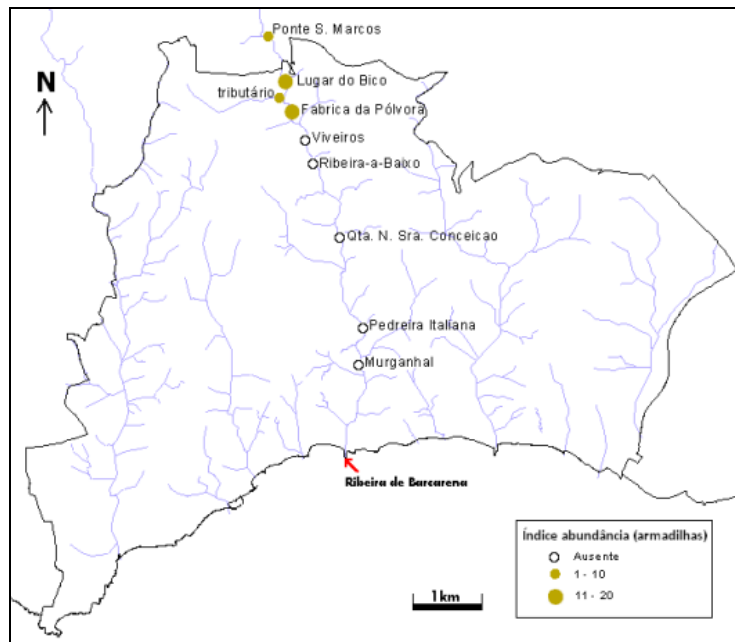 Ponte S. Marcos
N
Lugar do Bico
tributário
Fabrica da Pólvora
Viveiros
Ribeira-a-Baixo
Qta. N. Sra. Conceicao
Pedreira Italiana
Murganhal
Ribeira de Barcarena
Índice abundância (armadilhas)
Ausente
1 - 10
11 - 20
1km